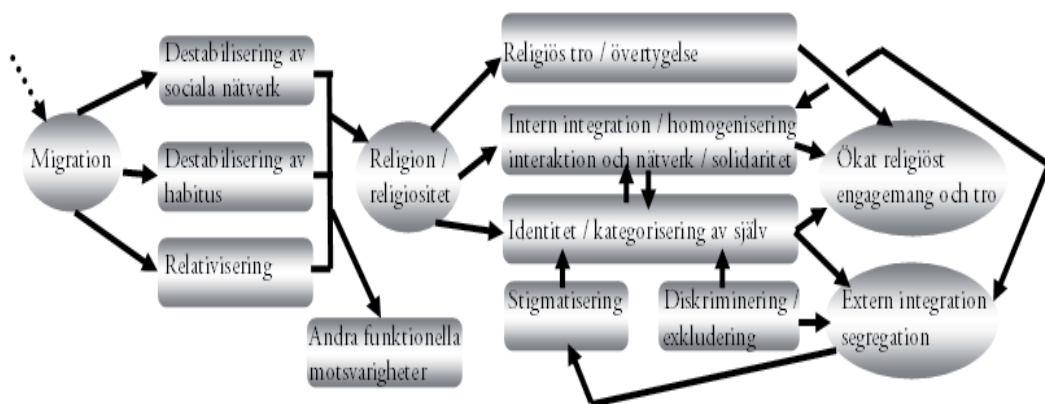 Migration
Destabilisering av
sociala nätverk
Destabilisering av
habitus
Relativisering
Andra funktionella
motsvarigheter
Religion /
religiositet
Religiös tro / övertygelse
Intern integration / homogenisering
interaktion och nätverk / solidaritet
Identitet / kategorisering av själv
Stigmatisering
Diskriminering /
exkludering
Ökat religiöst
engagemang och tro
Extern integration
segregation